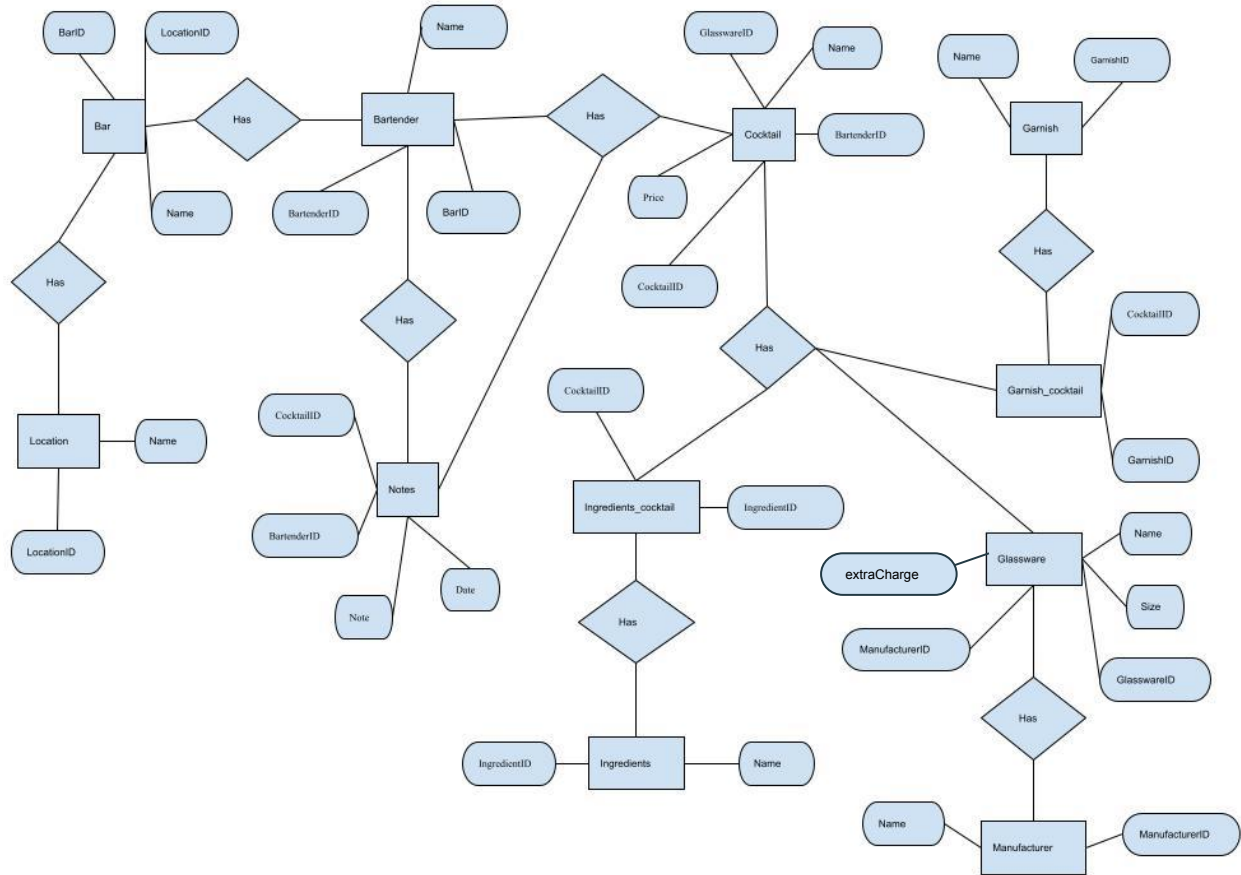 Name
BarID
LocationID
GlasswareID
Name
Name
GarnishID
Bar
Has
Bartender
Has
Cocktail
BartenderID
Garnish
Name
BartenderID
BarID
Price
Has
Has
Has
CocktailID
Has
CocktailID
Has
CocktailID
Garnish_cocktail
CocktailID
Location
Name
GarnishID
Notes
Ingredients_cocktail
IngredientID
BartenderID
Name
LocationID
extraCharge
Glassware
Date
Note
Size
Has
ManufacturerID
GlasswareID
Has
IngredientID
Ingredients
Name
Name
Manufacturer
ManufacturerID